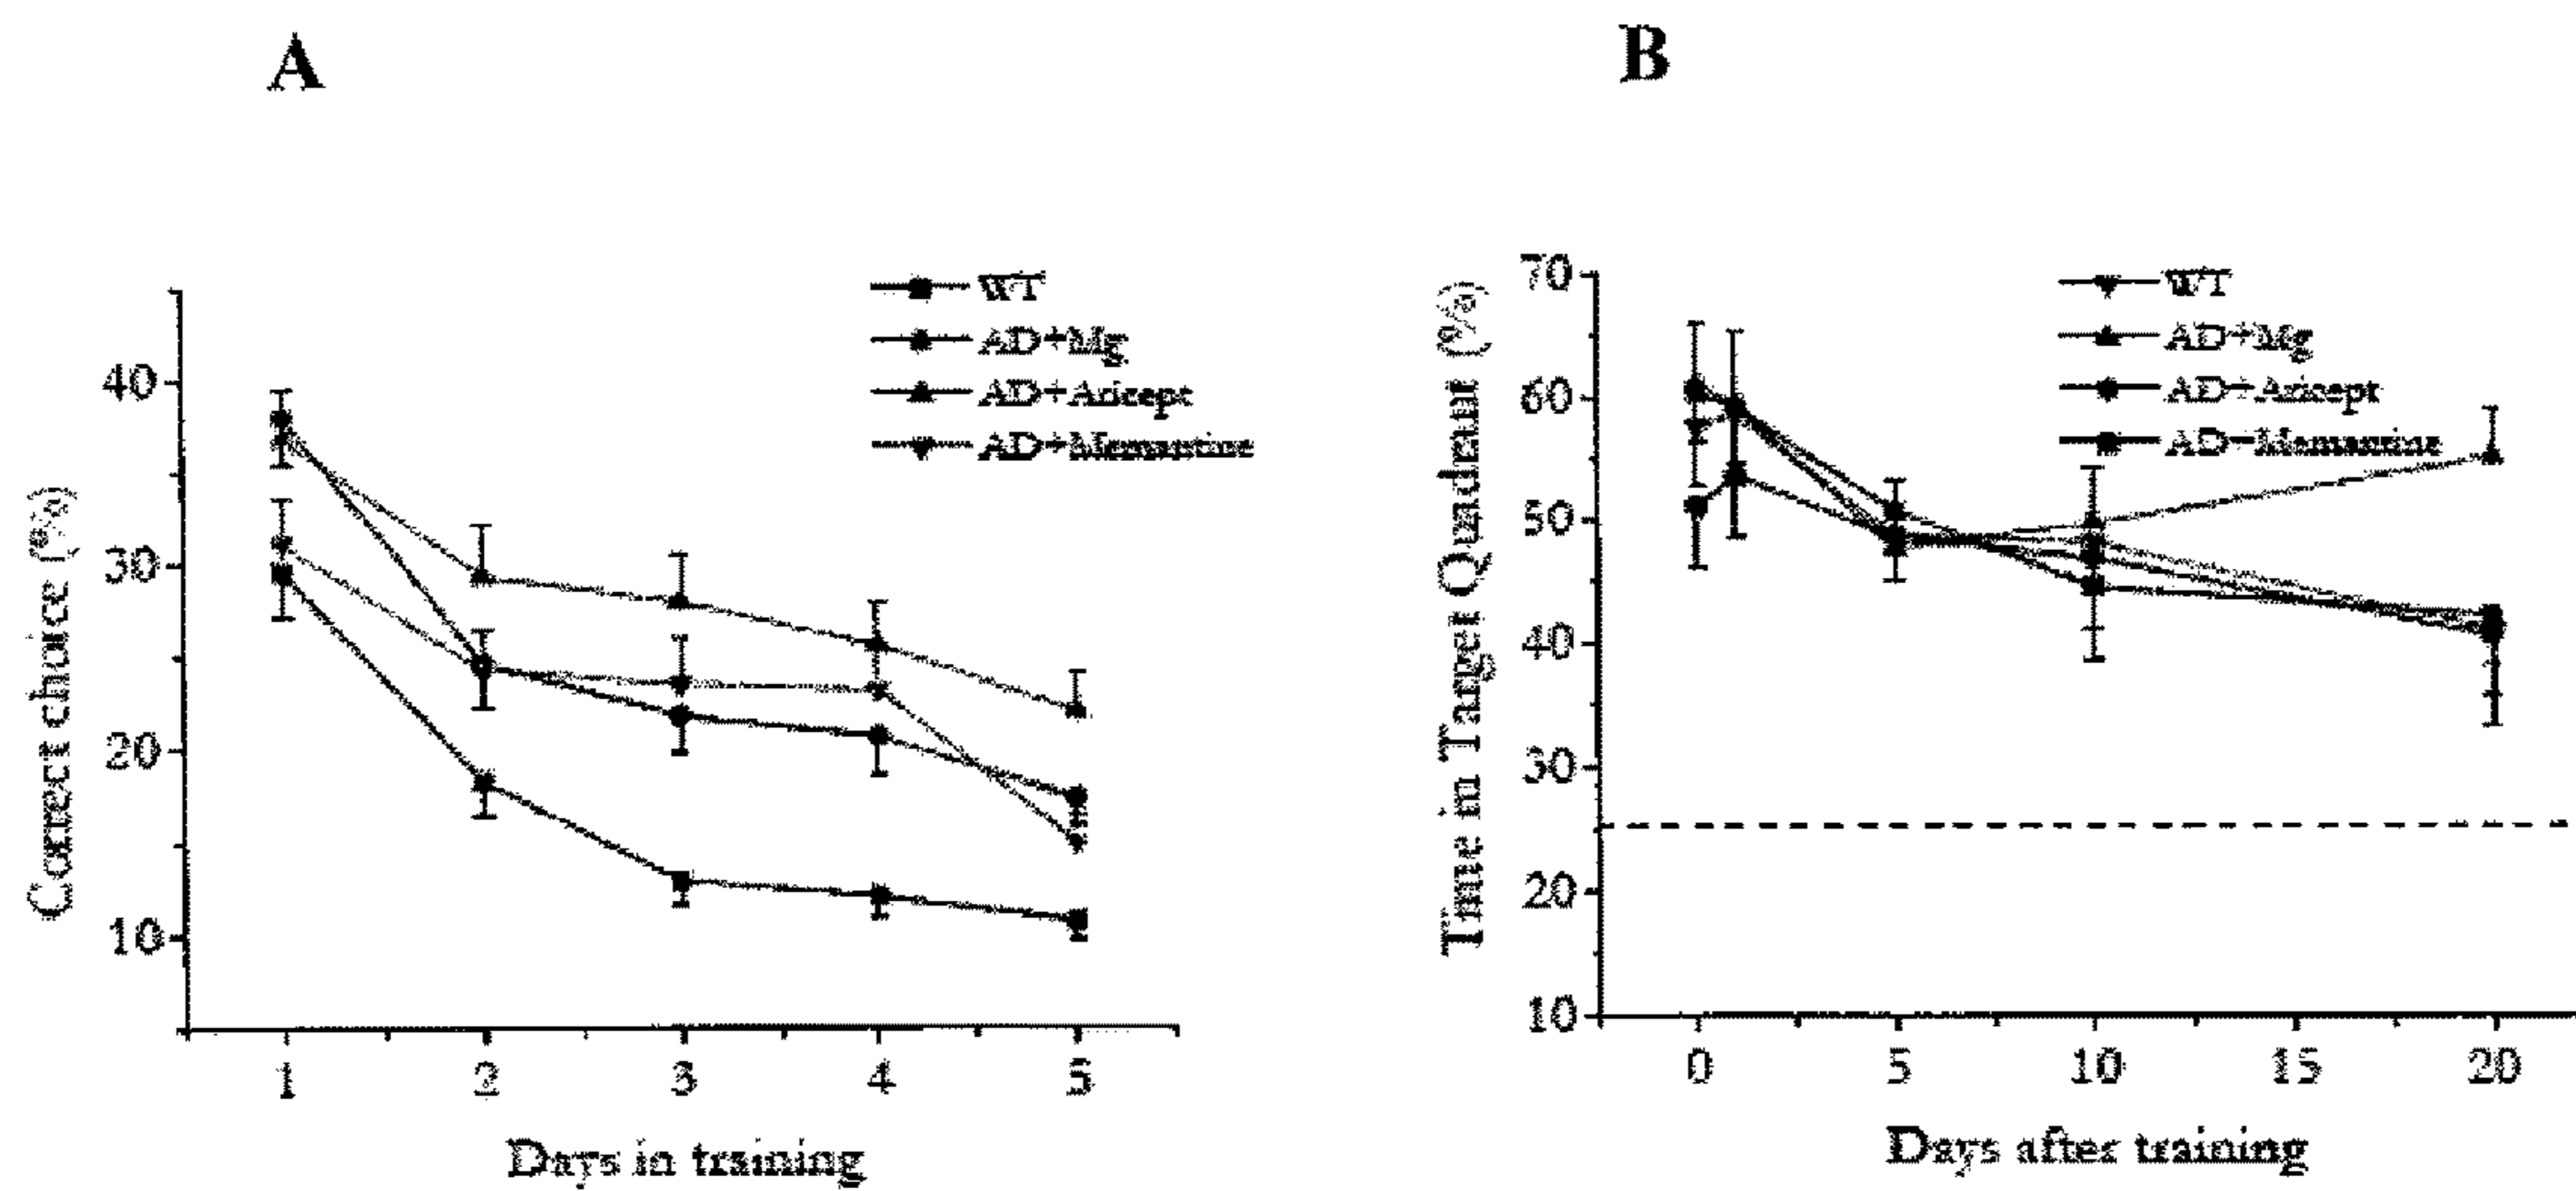 A
B
Correct choice (%)
40
30
20
10
WT
AD+Mg
AD+Aricept
AD+Memantine
1 2 3 4 5
Days in training
Time in Target Quadrant (%)
70
60
50
40
30
20
10
WT
AD+Mg
AD+Aricept
AD+Memantine
0 5 10 15 20
Days after training